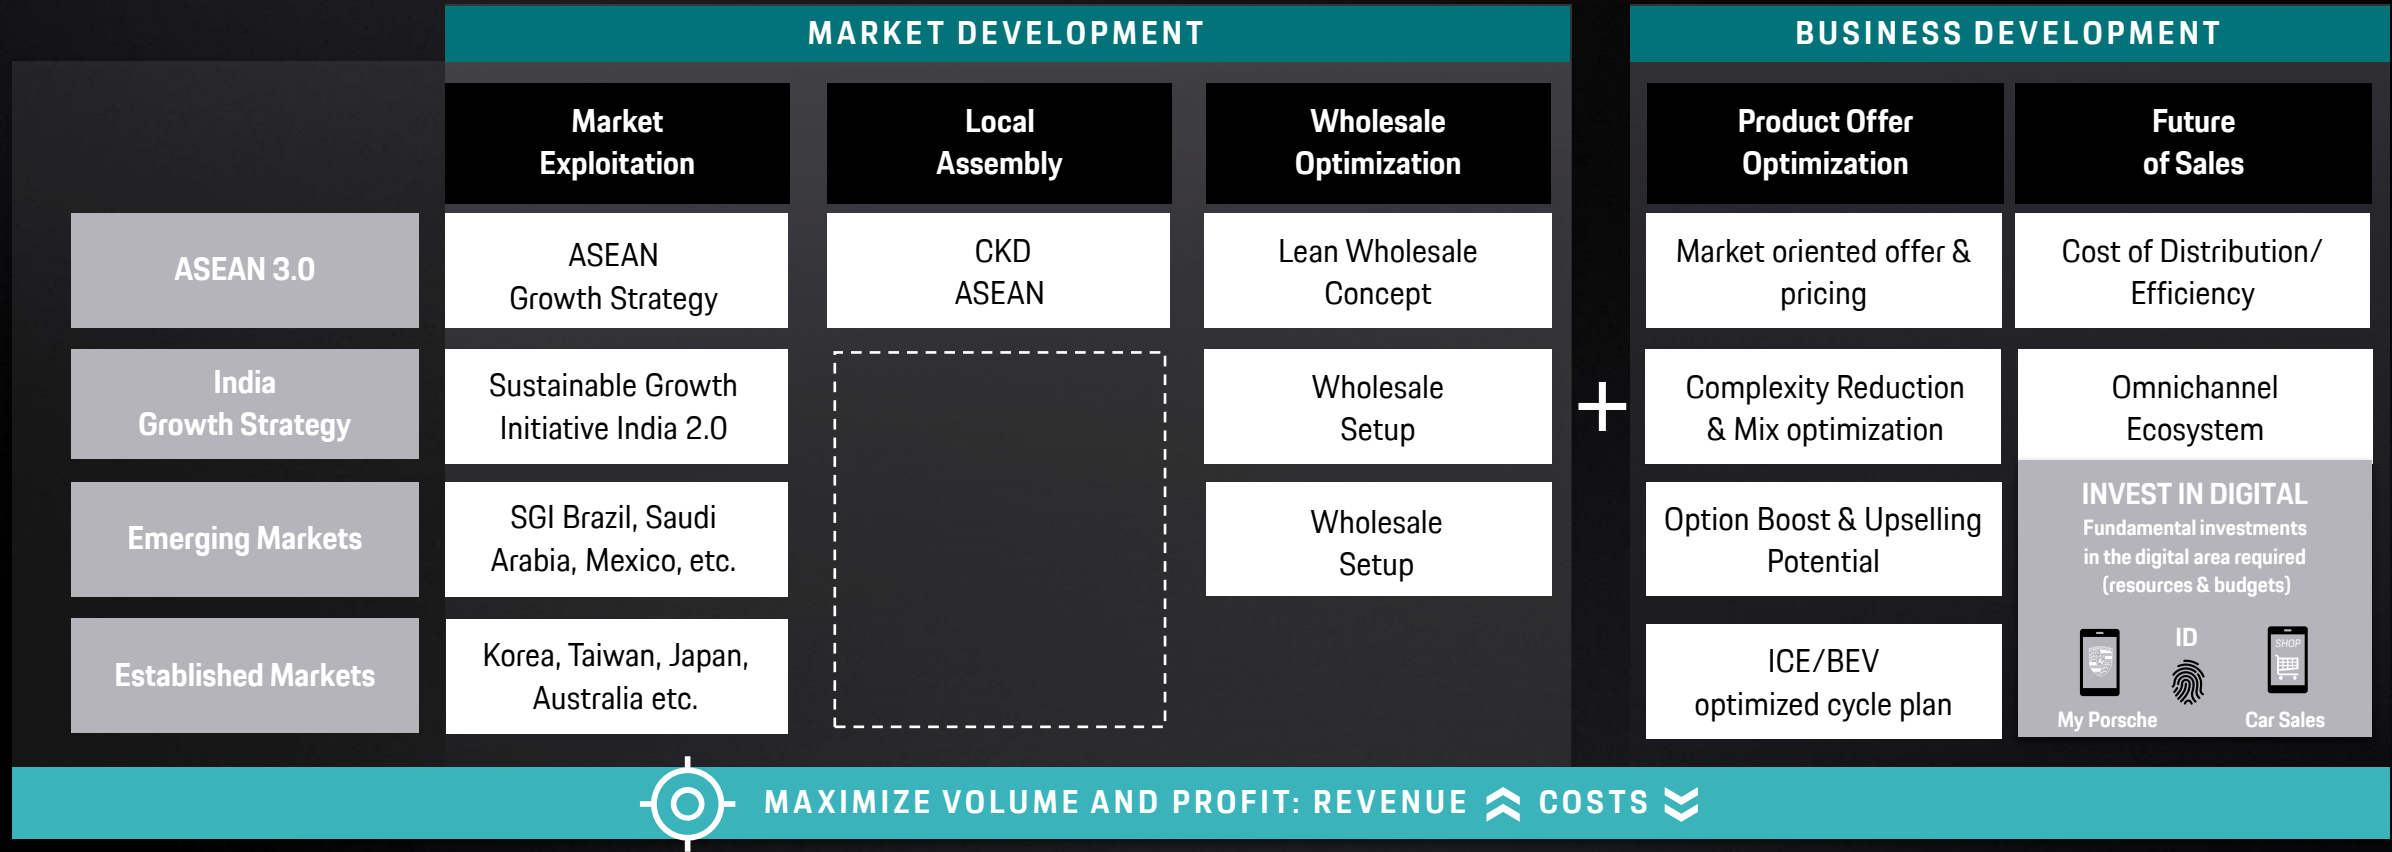 MARKET DEVELOPMENT
BUSINESS DEVELOPMENT
Market
Exploitation
Local
Assembly
Wholesale
Optimization
Product Offer
Optimization
Future
of Sales
ASEAN 3.0
ASEAN
Growth Strategy
CKD
ASEAN
Lean Wholesale
Concept
Market oriented offer &
pricing
Cost of Distribution/
Efficiency
India
Growth Strategy
Sustainable Growth
Initiative India 2.0
Wholesale
Setup
+
Complexity Reduction
& Mix optimization
Omnichannel
Ecosystem
Emerging Markets
SGI Brazil, Saudi
Arabia, Mexico, etc.
Wholesale
Setup
Option Boost & Upselling
Potential
INVEST IN DIGITAL
Fundamental investments
in the digital area required
(resources & budgets)
Established Markets
Korea, Taiwan, Japan,
Australia etc.
ICE/BEV
optimized cycle plan
ID
SHOP
My Porsche
Car Sales
MAXIMIZE VOLUME AND PROFIT: REVENUE COSTS